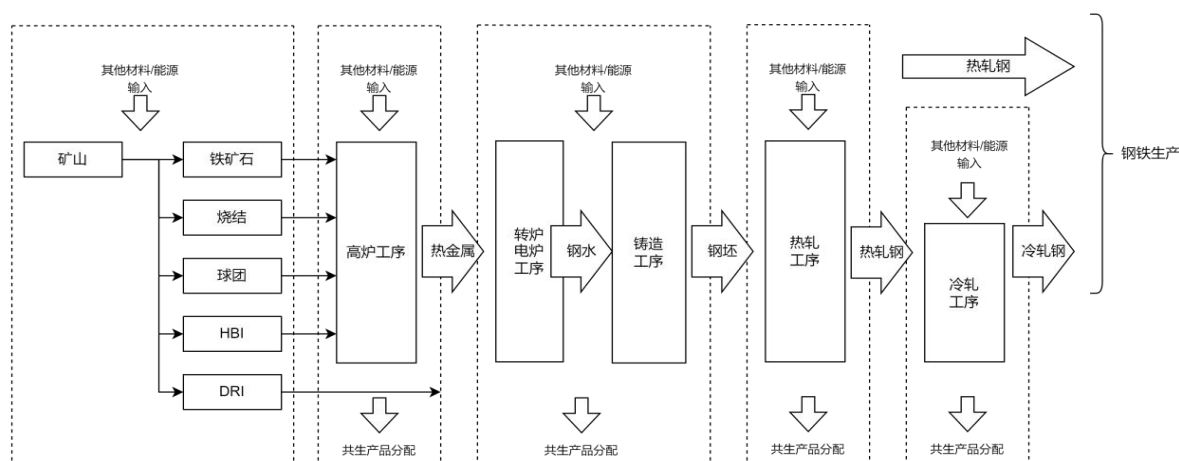 其他材料/能源
输入
矿山
铁矿石
烧结
球团
HBI
DRI
其他材料/能源
输入
高炉工序
热金属
共生产品分配
其他材料/能源
输入
转炉
电炉
工序
钢水
铸造
工序
钢坯
共生产品分配
其他材料/能源
输入
热轧
工序
热轧钢
共生产品分配
热轧钢
其他材料/能源
输入
冷轧
工序
冷轧钢
共生产品分配
钢铁生产